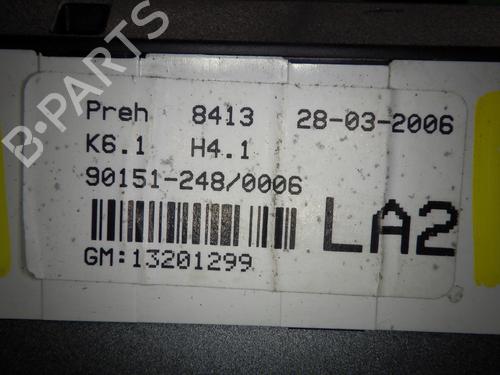 Preh 8413 28-03-2006
K6.1 H4.1
90151-248/0006
LA2
GM:13201299
B-PARTS